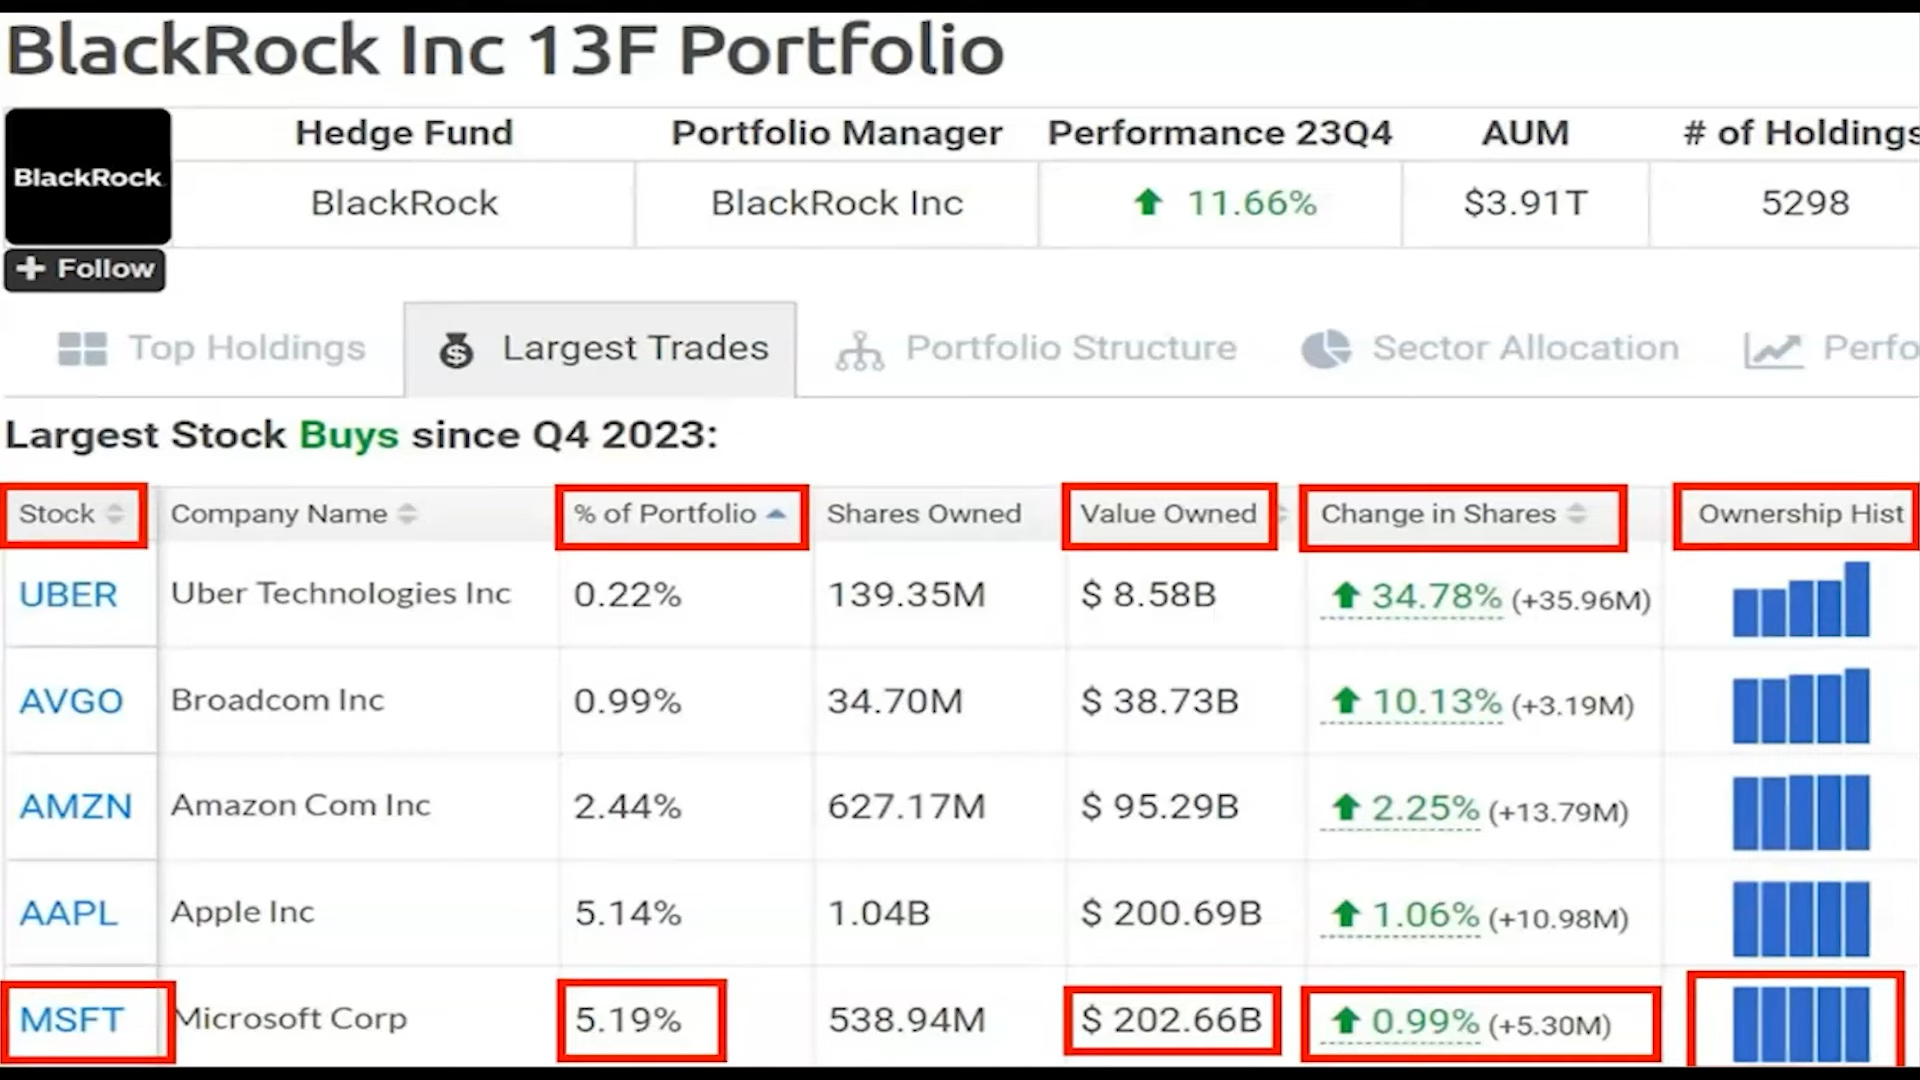 BlackRock Inc 13F Portfolio
Hedge Fund Portfolio Manager Performance 23Q4 AUM # of Holdings
BlackRock
BlackRock BlackRock Inc 11.66% $3.91T 5298
+ Follow
Top Holdings Largest Trades Portfolio Structure Sector Allocation Perfo
Largest Stock Buys since Q4 2023:
Stock Company Name % of Portfolio Shares Owned Value Owned Change in Shares Ownership Hist
UBER Uber Technologies Inc 0.22% 139.35M $ 8.58B 34.78% (+35.96M)
AVGO Broadcom Inc 0.99% 34.70M $ 38.73B 10.13% (+3.19M)
AMZN Amazon Com Inc 2.44% 627.17M $ 95.29B 2.25% (+13.79M)
AAPL Apple Inc 5.14% 1.04B $ 200.69B 1.06% (+10.98M)
MSFT Microsoft Corp 5.19% 538.94M $ 202.66B 0.99% (+5.30M)